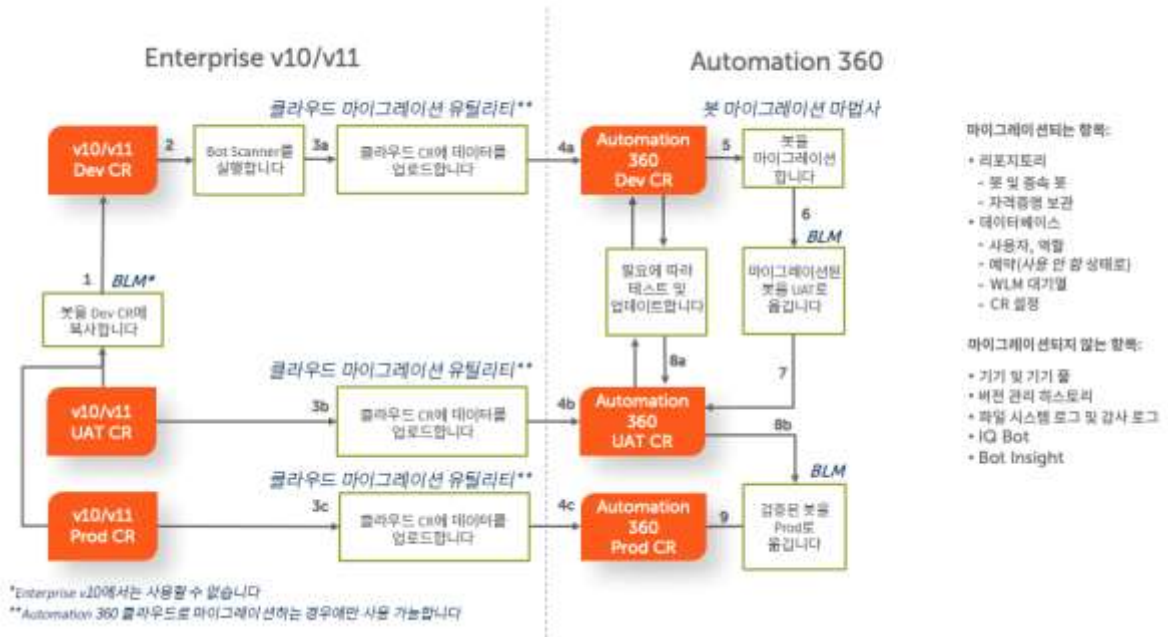 Enterprise v10/v11
Automation 360
클라우드 마이그레이션 유틸리티**
봇 마이그레이션 마법사
v10/v11
Dev CR
2
Bot Scanner를
실행합니다
3a
클라우드 CR에 데이터를
업로드합니다
4a
Automation
360
Dev CR
5
봇을
마이그레이션
합니다
6
BLM
1
BLM*
봇을 Dev CR에
복사합니다
필요에 따라
테스트 및
업데이트합니다
마이그레이션된
봇을 UAT로
옮깁니다
8a
7
클라우드 마이그레이션 유틸리티**
v10/v11
UAT CR
3b
클라우드 CR에 데이터를
업로드합니다
4b
Automation
360
UAT CR
8b
BLM
클라우드 마이그레이션 유틸리티**
v10/v11
Prod CR
3c
클라우드 CR에 데이터를
업로드합니다
4c
Automation
360
Prod CR
9
검증된 봇을
Prod로
옮깁니다
마이그레이션되는 항목:
• 리포지토리
– 봇 및 종속 봇
– 자격증명 보관
• 데이터베이스
– 사용자, 역할
– 예약(사용 안 함 상태로)
– WLM 대기열
– CR 설정
마이그레이션되지 않는 항목:
• 기기 및 기기 풀
• 버전 관리 히스토리
• 파일 시스템 로그 및 감사 로그
• IQ Bot
• Bot Insight
*Enterprise v10에서는 사용할 수 없습니다
**Automation 360 클라우드로 마이그레이션하는 경우에만 사용 가능합니다